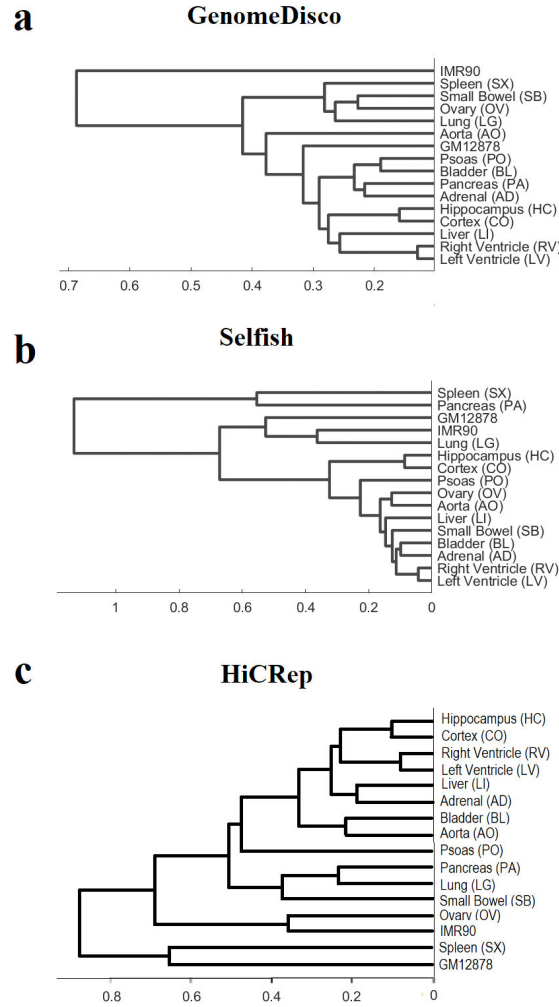 a
GenomeDisco
IMR90
Spleen (SX)
Small Bowel (SB)
Ovary (OV)
Lung (LG)
Aorta (AO)
GM12878
Psoas (PO)
Bladder (BL)
Pancreas (PA)
Adrenal (AD)
Hippocampus (HC)
Cortex (CO)
Liver (LI)
Right Ventricle (RV)
Left Ventricle (LV)
0.7 0.6 0.5 0.4 0.3 0.2
b
Selfish
Spleen (SX)
Pancreas (PA)
GM12878
IMR90
Lung (LG)
Hippocampus (HC)
Cortex (CO)
Psoas (PO)
Ovary (OV)
Aorta (AO)
Liver (LI)
Small Bowel (SB)
Bladder (BL)
Adrenal (AD)
Right Ventricle (RV)
Left Ventricle (LV)
1 0.8 0.6 0.4 0.2 0
c
HiCRep
Hippocampus (HC)
Cortex (CO)
Right Ventricle (RV)
Left Ventricle (LV)
Liver (LI)
Adrenal (AD)
Bladder (BL)
Aorta (AO)
Psoas (PO)
Pancreas (PA)
Lung (LG)
Small Bowel (SB)
Ovary (OV)
IMR90
Spleen (SX)
GM12878
0.8 0.6 0.4 0.2 0